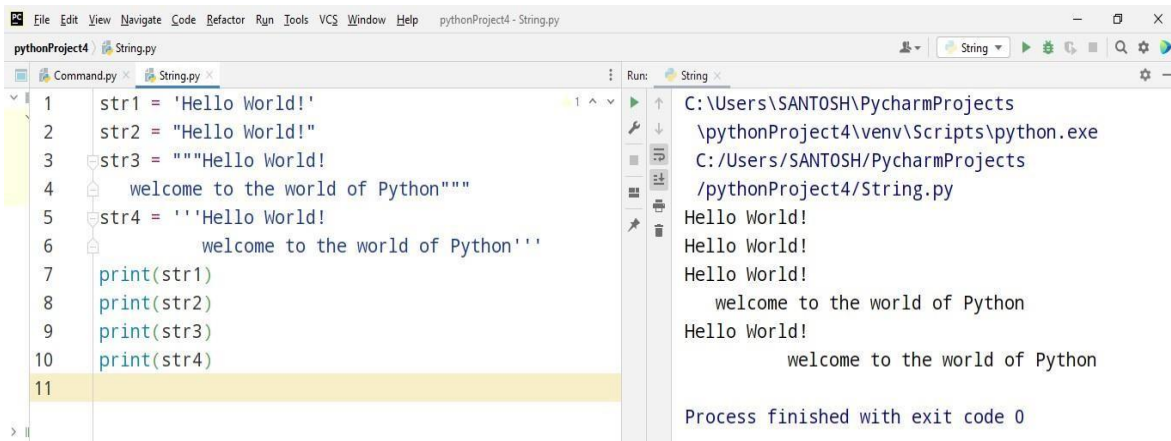 PC File Edit View Navigate Code Refactor Run Tools VCS Window Help pythonProject4 - String.py
pythonProject4 String.py String
Command.py String.py
1 str1 = 'Hello World!'
2 str2 = "Hello World!"
3 str3 = """Hello World!
4    welcome to the world of Python"""
5 str4 = '''Hello World!
6           welcome to the world of Python'''
7 print(str1)
8 print(str2)
9 print(str3)
10 print(str4)
11
1
Run: String
C:\Users\SANTOSH\PycharmProjects
\pythonProject4\venv\Scripts\python.exe
C:/Users/SANTOSH/PycharmProjects
/pythonProject4/String.py
Hello World!
Hello World!
Hello World!
   welcome to the world of Python
Hello World!
          welcome to the world of Python
Process finished with exit code 0